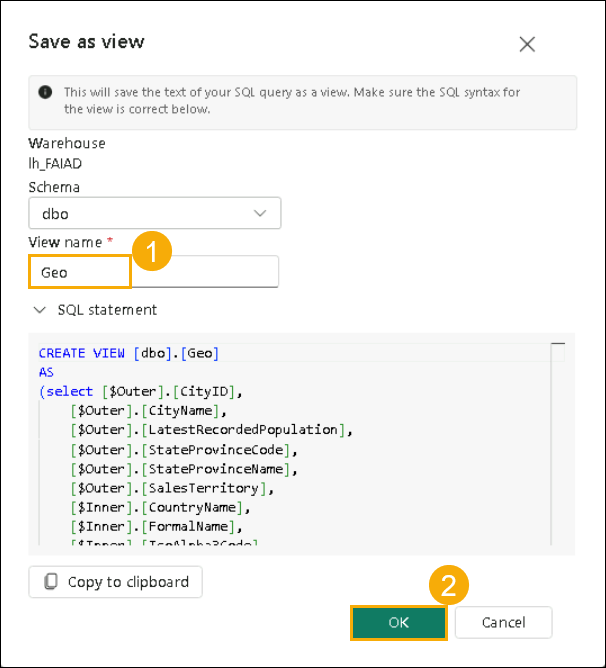 Save as view
This will save the text of your SQL query as a view. Make sure the SQL syntax for
the view is correct below.
Warehouse
lh_FAIAD
Schema
dbo
View name *
1
Geo
SQL statement
CREATE VIEW [dbo].[Geo]
AS
(select [$Outer].[CityID],
[$Outer].[CityName],
[$Outer].[LatestRecordedPopulation],
[$Outer].[StateProvinceCode],
[$Outer].[StateProvinceName],
[$Outer].[SalesTerritory],
[$Inner].[CountryName],
[$Inner].[FormalName],
[$Inner].[IsoAlpha3Code]
Copy to clipboard
2
OK
Cancel